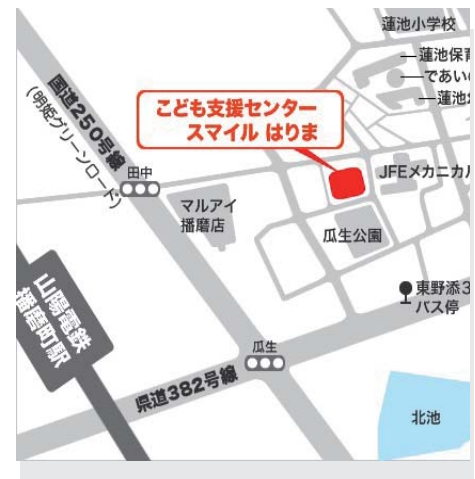 蓮池小学校
蓮池保育
であいの
蓮池
国道250号線
(明姫グリーンロード)
こども支援センター
スマイル はりま
田中
マルアイ
播磨店
JFEメカニカル
瓜生公園
東野添3
バス停
山陽電鉄
播磨町駅
瓜生
県道382号線
北池